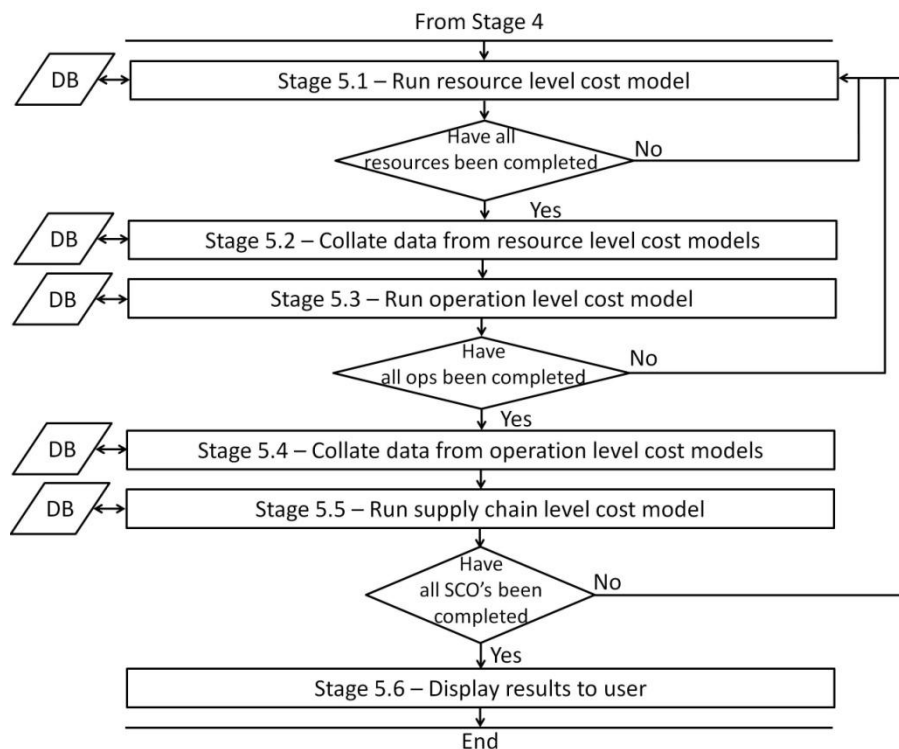 From Stage 4
DB
Stage 5.1 – Run resource level cost model
Have all
resources been completed
No
Yes
DB
Stage 5.2 – Collate data from resource level cost models
DB
Stage 5.3 – Run operation level cost model
Have
all ops been completed
No
Yes
DB
Stage 5.4 – Collate data from operation level cost models
DB
Stage 5.5 – Run supply chain level cost model
Have
all SCO's been
completed
No
Yes
Stage 5.6 – Display results to user
End